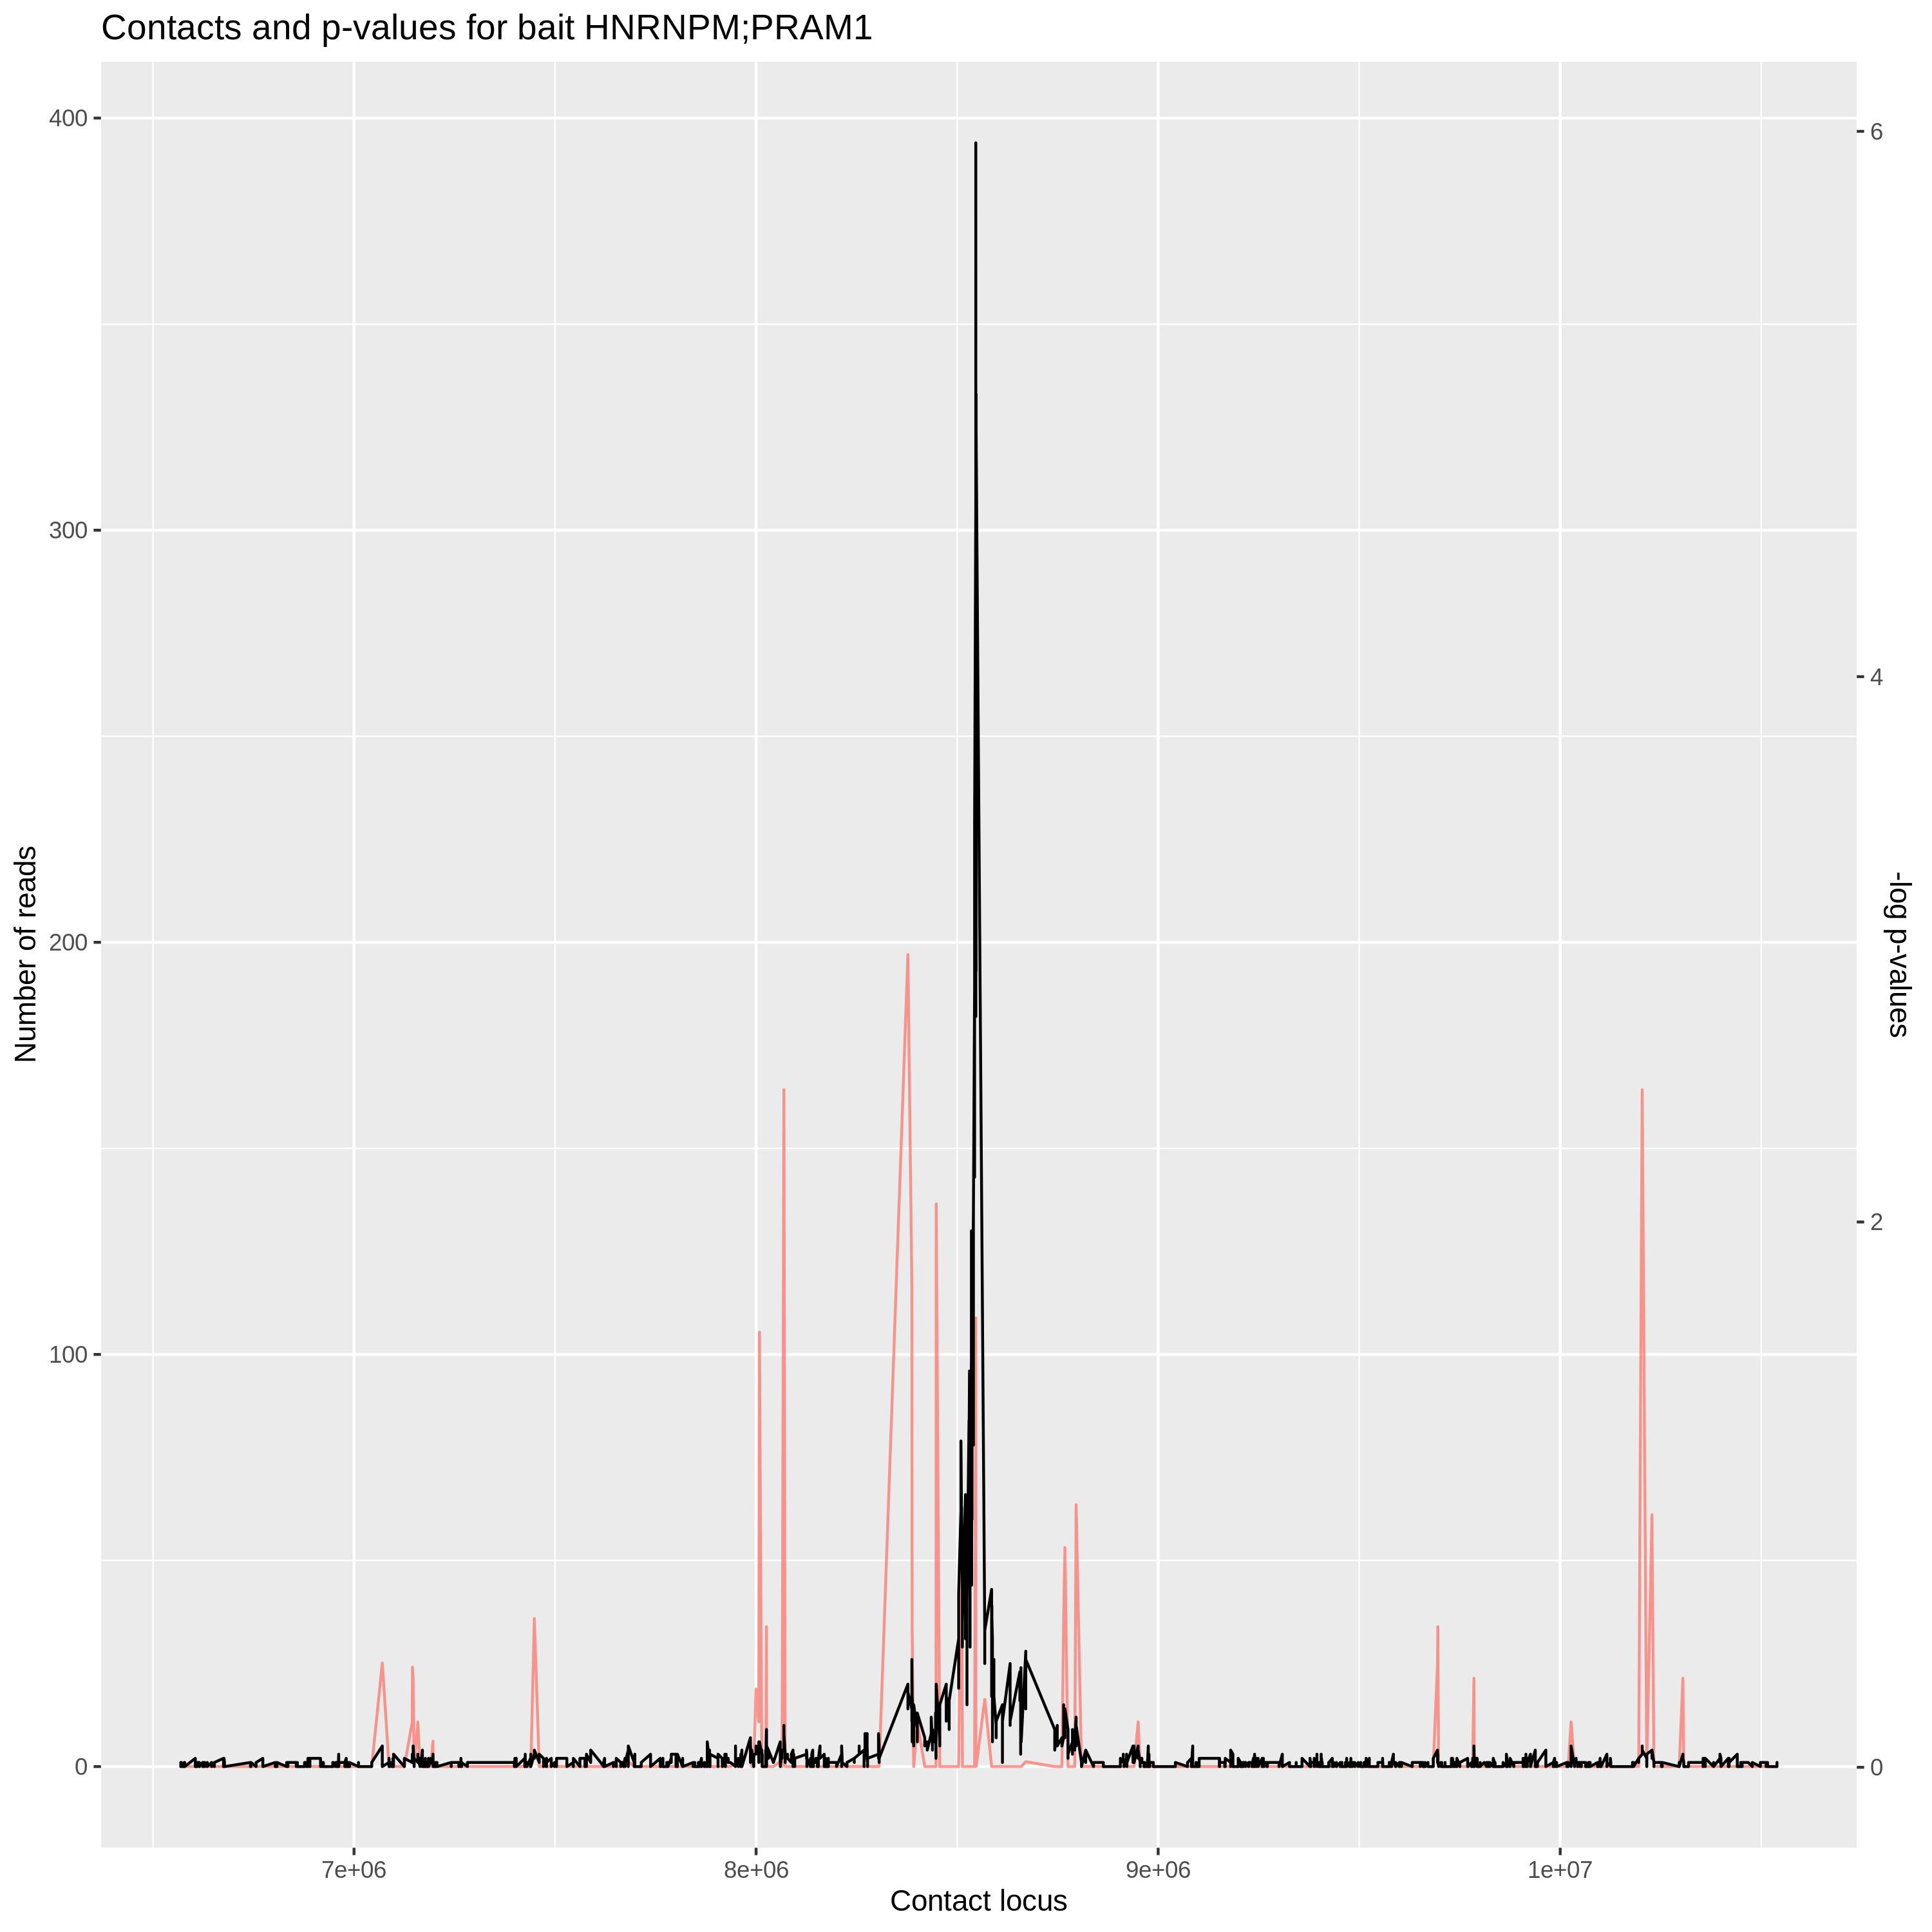 Contacts and p-values for bait HNRNPM;PRAM1
400
300
200
100
0
6
4
2
0
Number of reads
-log p-values
7e+06
8e+06
9e+06
1e+07
Contact locus